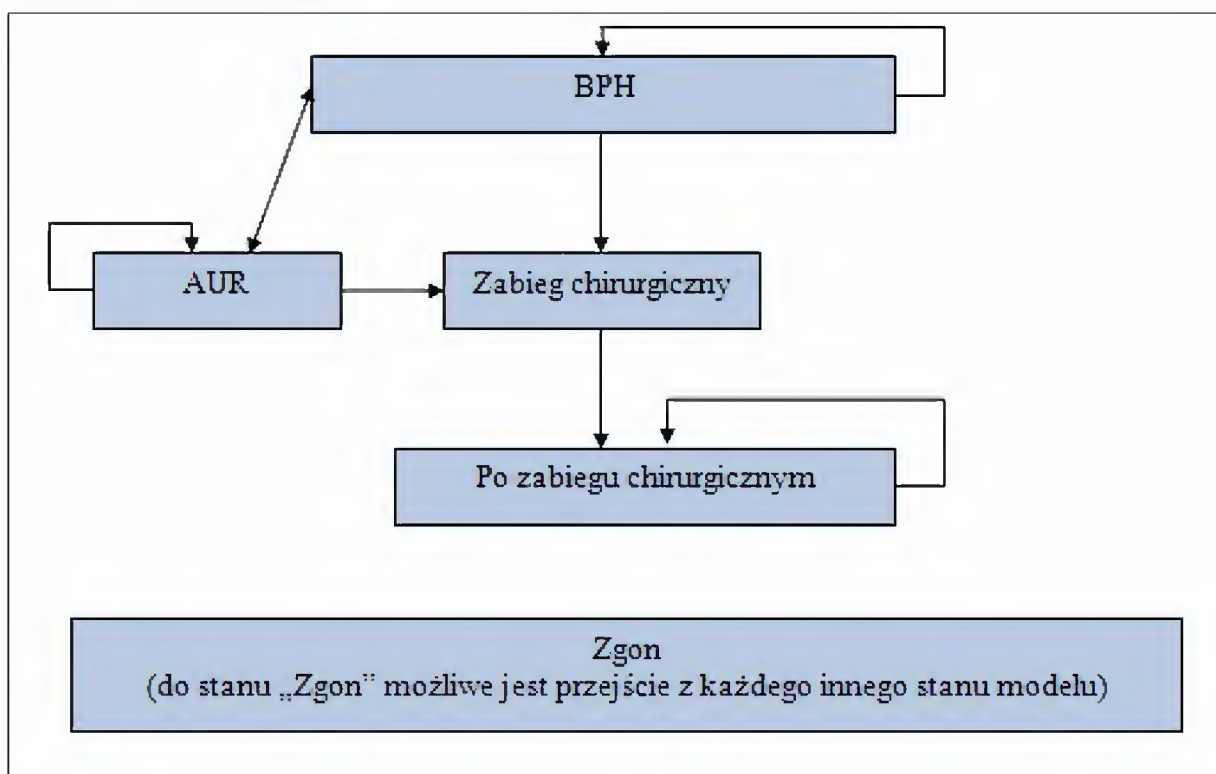 BPH
AUR
Zabieg chirurgiczny
Po zabiegu chirurgicznym
Zgon
(do stanu „Zgon” możliwe jest przejście z każdego innego stanu modelu)